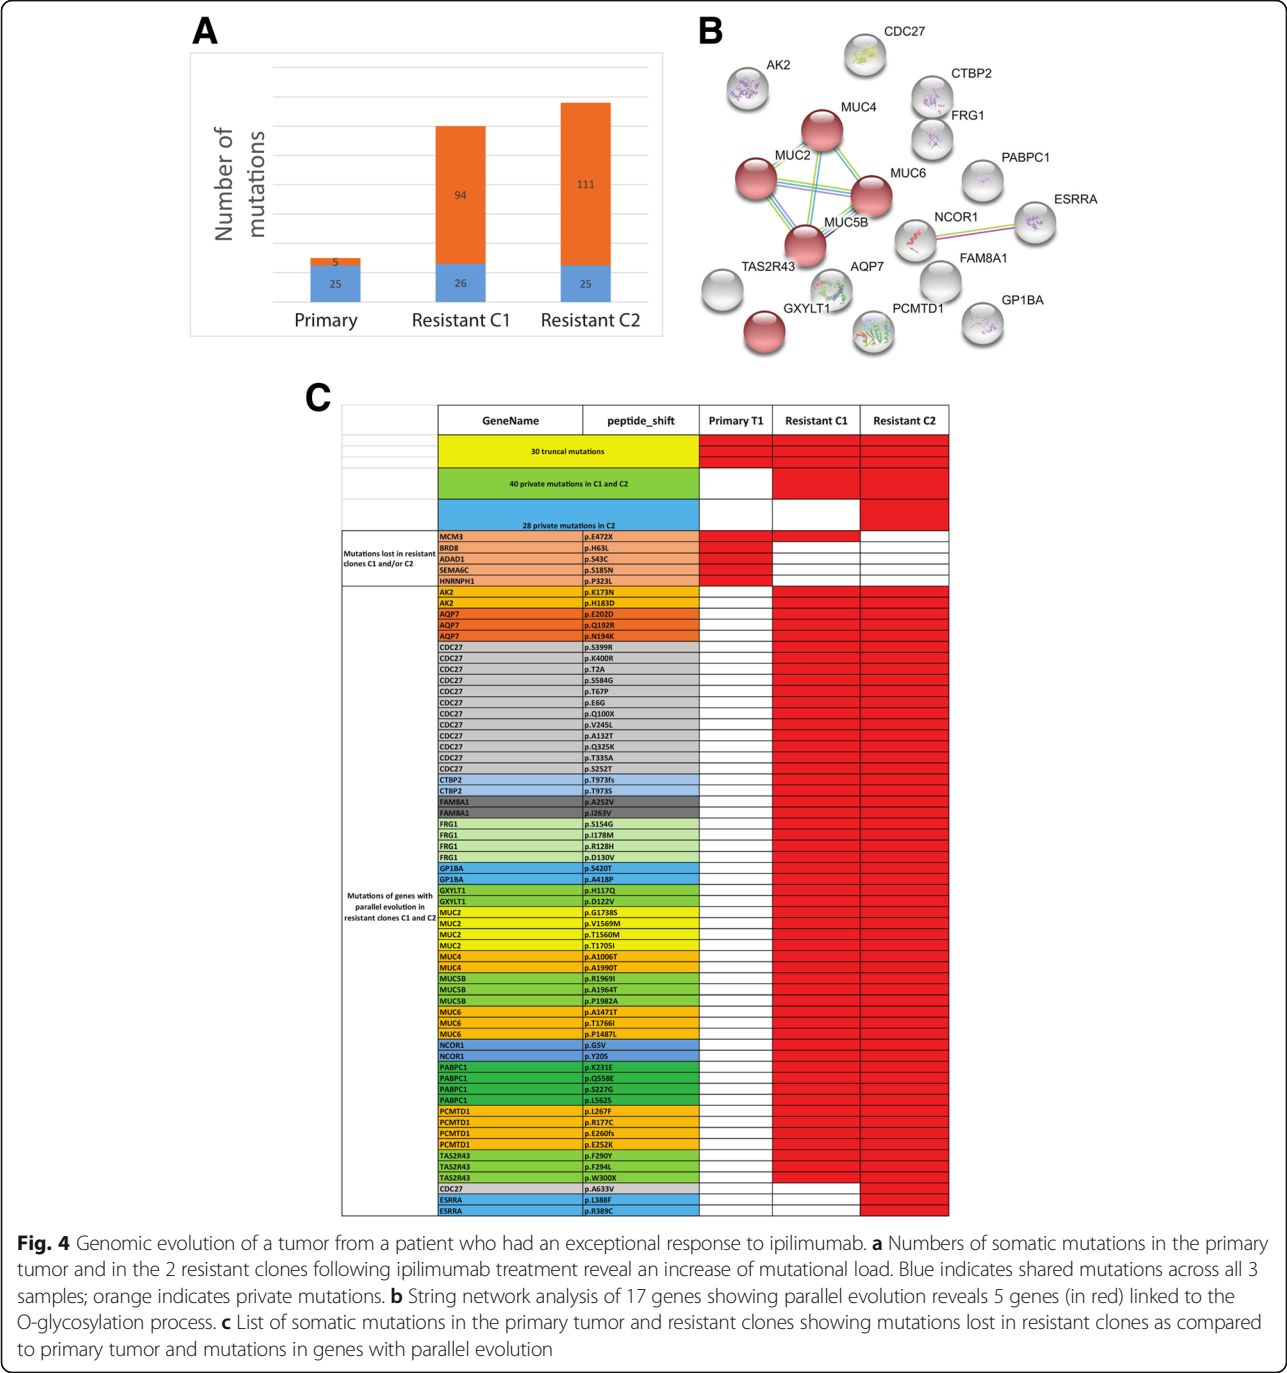 A
Number of
mutations
5
25
94
26
111
25
Primary
Resistant C1
Resistant C2
B
CDC27
AK2
CTBP2
MUC4
FRG1
MUC2
PABPC1
MUC6
ESRRA
NCOR1
MUC5B
TAS2R43
AQP7
FAM8A1
GXYLT1
PCMTD1
GP1BA
C
GeneName peptide_shift Primary T1 Resistant C1 Resistant C2
30 truncal mutations
40 private mutations in C1 and C2
28 private mutations in C2
Mutations lost in resistant
clones C1 and/or C2
MCM3 p.E472X
BRD8 p.H63L
ADAD1 p.S43C
SEMA6C p.S185N
HNRNPH1 p.P323L
Mutations of genes with
parallel evolution in
resistant clones C1 and C2
AK2 p.K173N
AK2 p.H183D
AQP7 p.E202D
AQP7 p.Q192R
AQP7 p.N194K
CDC27 p.S399R
CDC27 p.K400R
CDC27 p.T2A
CDC27 p.S584G
CDC27 p.T67P
CDC27 p.E6G
CDC27 p.Q100X
CDC27 p.V245L
CDC27 p.A132T
CDC27 p.Q325K
CDC27 p.T335A
CDC27 p.S252T
CTBP2 p.T973fs
CTBP2 p.T973S
FAM8A1 p.A252V
FAM8A1 p.I263V
FRG1 p.S154G
FRG1 p.I178M
FRG1 p.R128H
FRG1 p.D130V
GP1BA p.S420T
GP1BA p.A418P
GXYLT1 p.H117Q
GXYLT1 p.D122V
MUC2 p.G1738S
MUC2 p.V1569M
MUC2 p.T1560M
MUC2 p.T1705I
MUC4 p.A1006T
MUC4 p.A1990T
MUC5B p.R1969I
MUC5B p.A1964T
MUC5B p.P1982A
MUC6 p.A1471T
MUC6 p.T1766I
MUC6 p.P1487L
NCOR1 p.G5V
NCOR1 p.Y20S
PABPC1 p.K231E
PABPC1 p.Q558E
PABPC1 p.S227G
PABPC1 p.L562S
PCMTD1 p.L267F
PCMTD1 p.R177C
PCMTD1 p.E260fs
PCMTD1 p.E252K
TAS2R43 p.F290Y
TAS2R43 p.F294L
TAS2R43 p.W300X
CDC27 p.A633V
ESRRA p.L388F
ESRRA p.R389C
Fig. 4 Genomic evolution of a tumor from a patient who had an exceptional response to ipilimumab. a Numbers of somatic mutations in the primary
tumor and in the 2 resistant clones following ipilimumab treatment reveal an increase of mutational load. Blue indicates shared mutations across all 3
samples; orange indicates private mutations. b String network analysis of 17 genes showing parallel evolution reveals 5 genes (in red) linked to the
O-glycosylation process. c List of somatic mutations in the primary tumor and resistant clones showing mutations lost in resistant clones as compared
to primary tumor and mutations in genes with parallel evolution